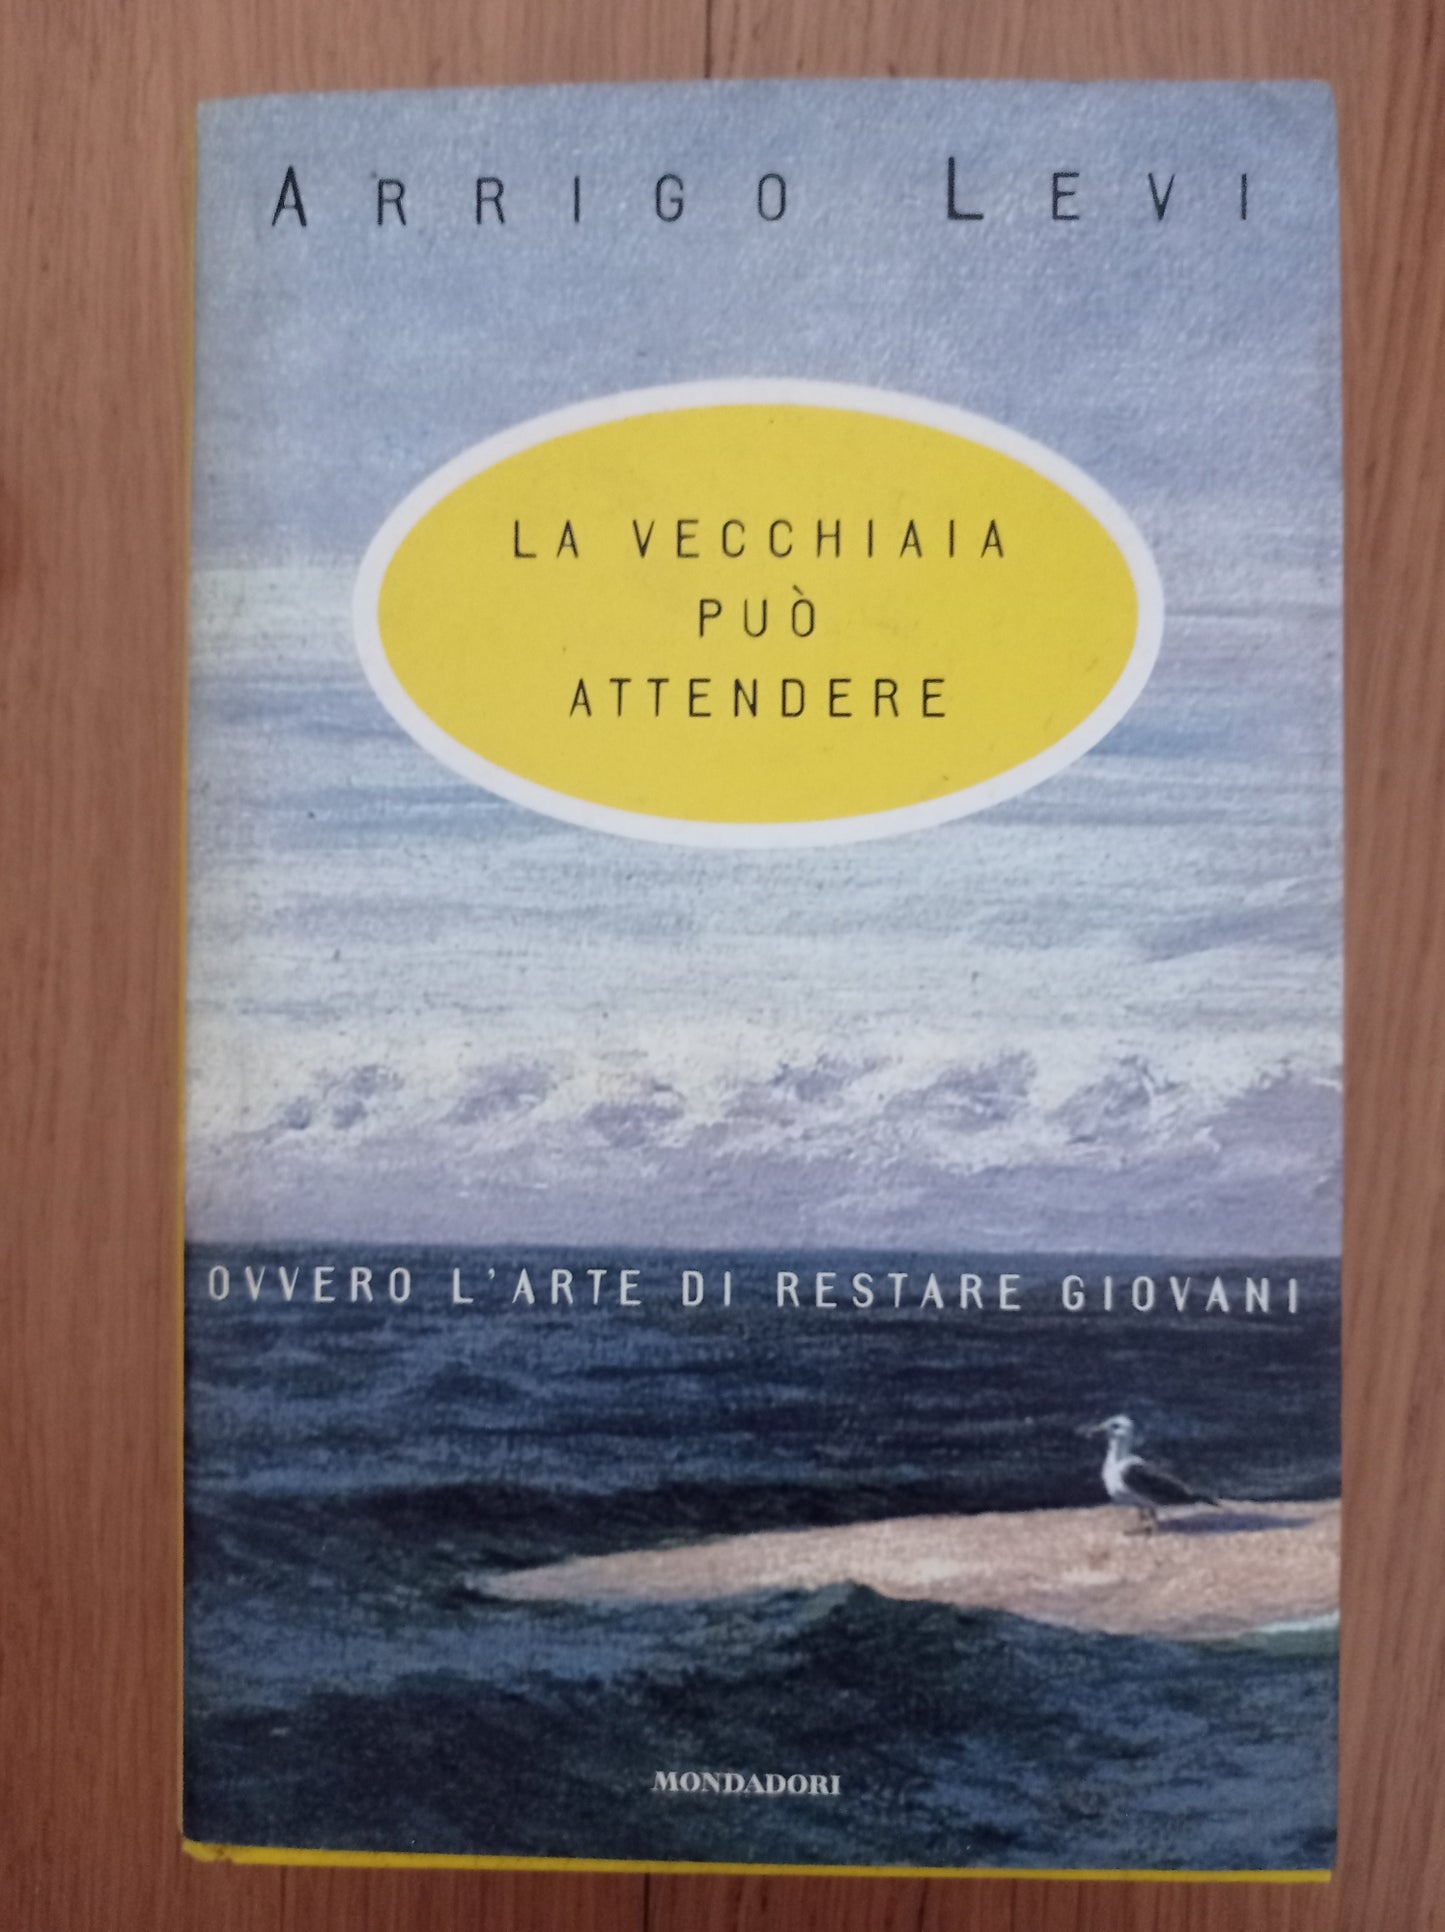 ARRIGO LEVI
LA VECCHIAIA
PUÒ
ATTENDERE
OVVERO L'ARTE DI RESTARE GIOVANI
MONDADORI